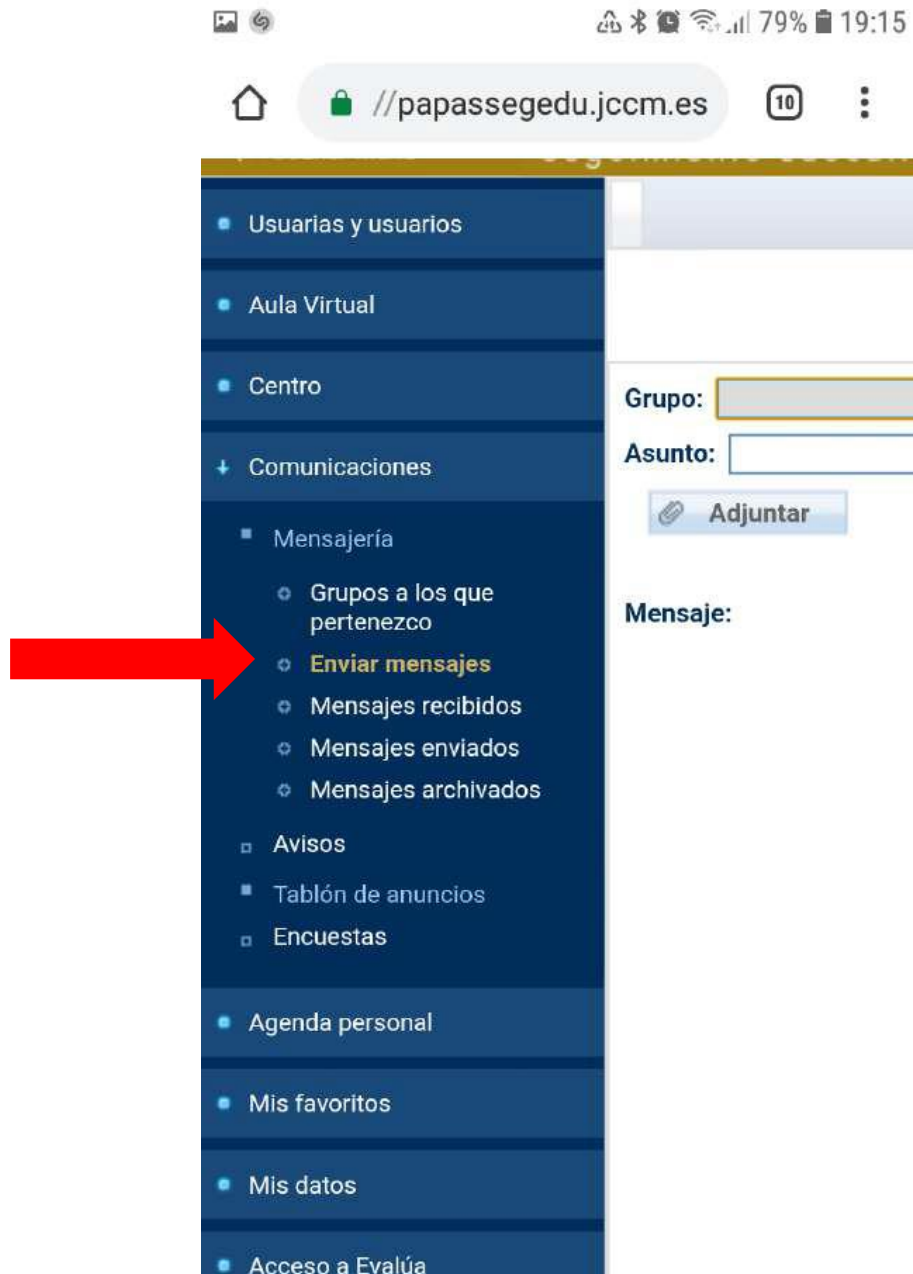 79% 19:15
//papassegedu.jccm.es 10
Usuarias y usuarios
Aula Virtual
Centro
Comunicaciones
Mensajería
Grupos a los que
pertenezco
Enviar mensajes
Mensajes recibidos
Mensajes enviados
Mensajes archivados
Avisos
Tablón de anuncios
Encuestas
Agenda personal
Mis favoritos
Mis datos
Acceso a Evalúa
Grupo:
Asunto:
Adjuntar
Mensaje: